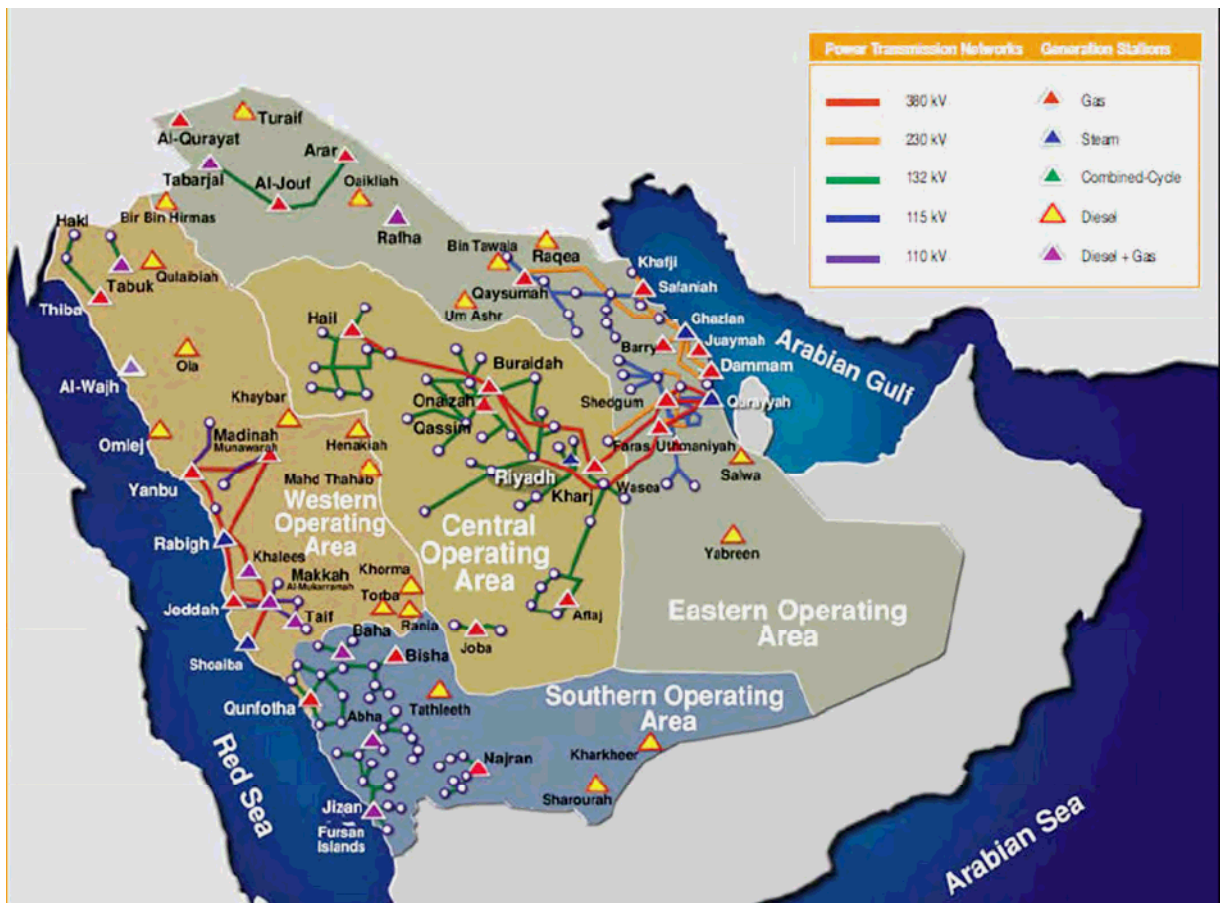 Power Transmission Networks Generation Stations
380 kV Gas
230 kV Steam
132 kV Combined-Cycle
115 kV Diesel
110 kV Diesel + Gas
Turaif
Al-Qurayat
Arar
Tabarjal
Al-Jouf
Oaikliah
Bir Bin Hirmas
Rafha
Hakl
Bin Tawala
Raqea
Khafji
Qulaibiah
Tabuk
Qaysumah
Safaniah
Thiba
Um Ashr
Ghazlan
Hail
Juaymah
Barry
Arabian Gulf
Ola
Buraidah
Dammam
Al-Wajh
Onaizah
Shedgum
Qurayyah
Khaybar
Qassim
Omlej
Madinah
Munawarah
Henakiah
Faras Uthmaniyah
Salwa
Mahd Thahab
Riyadh
Yanbu
Kharj
Wasea
Western
Operating
Area
Central
Operating
Area
Rabigh
Yabreen
Khalees
Makkah
Al-Mukarramah
Khorma
Torba
Jeddah
Aflaj
Eastern Operating
Area
Taif
Rania
Baha
Joba
Shoaiba
Bisha
Southern Operating
Area
Qunfotha
Tathleeth
Abha
Red Sea
Kharkheer
Najran
Sharourah
Jizan
Fursan
Islands
Arabian Sea